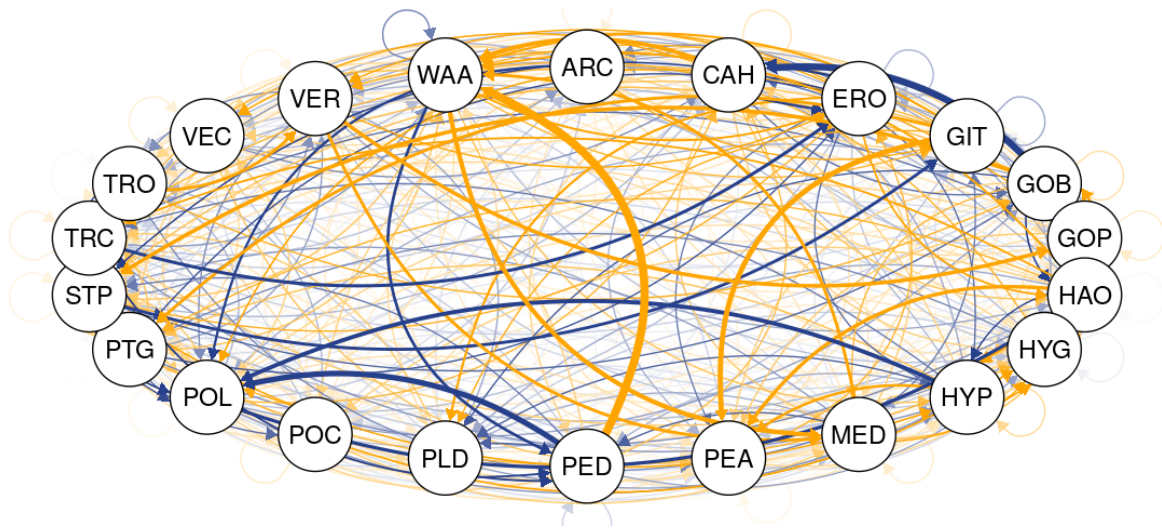 WAA
ARC
CAH
VER
ERO
VEC
GIT
TRO
GOB
TRC
GOP
STP
HAO
PTG
HYG
POL
HYP
POC
MED
PLD
PED
PEA